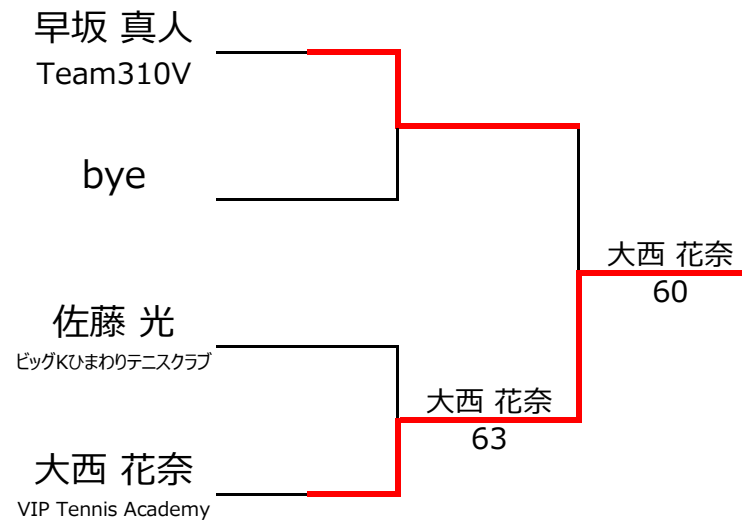 早坂 真人
Team310V
bye
大西 花奈
60
佐藤 光
ビッグKひまわりテニスクラブ
大西 花奈
63
大西 花奈
VIP Tennis Academy